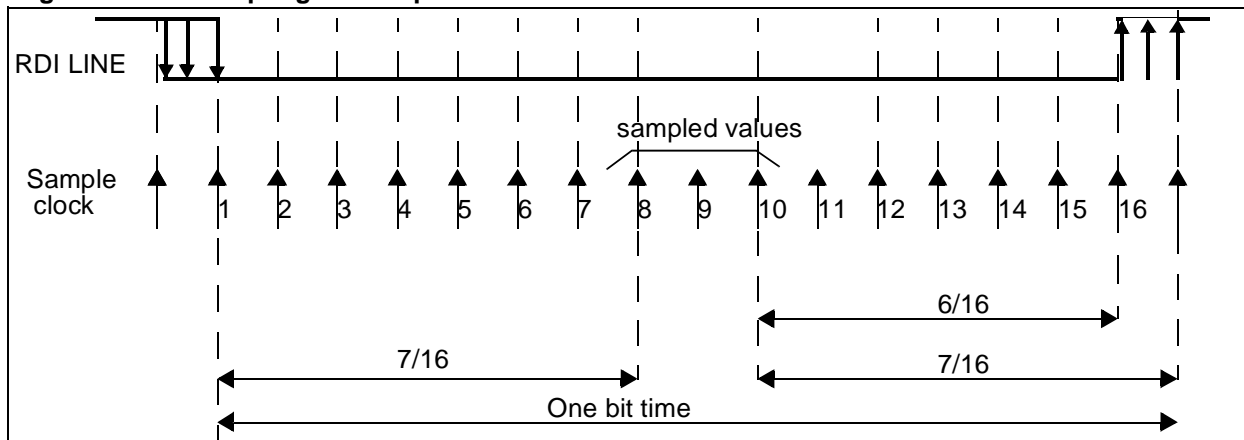 RDI LINE
sampled values
Sample
clock
1 2 3 4 5 6 7 8 9 10 11 12 13 14 15 16
6/16
7/16 7/16
One bit time